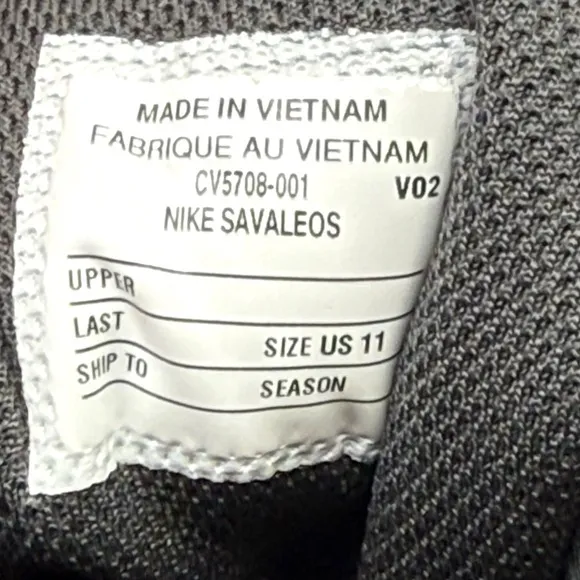 MADE IN VIETNAM
FABRIQUE AU VIETNAM
CV5708-001 V02
NIKE SAVALEOS
UPPER
LAST SIZE US 11
SHIP TO SEASON